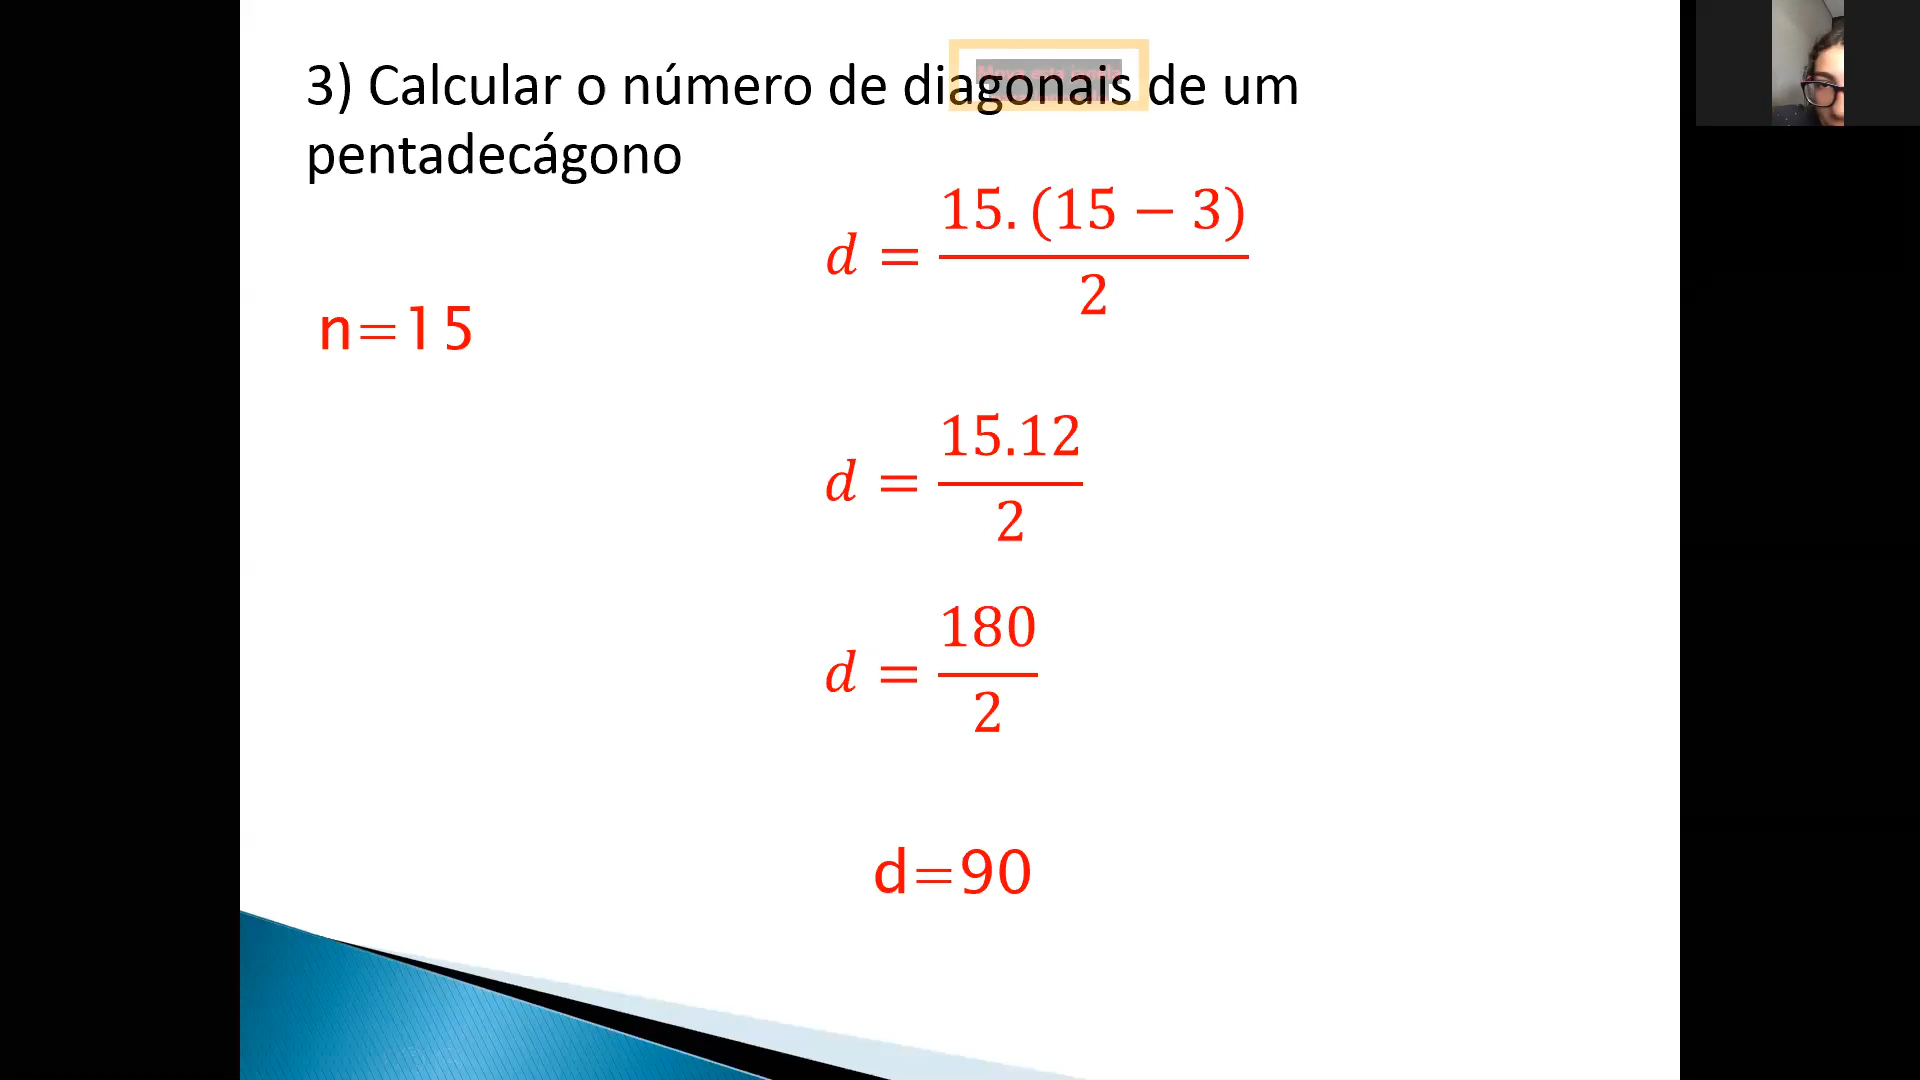 3) Calcular o número de diagonais de um
pentadecágono
n=15
d = 15. (15 − 3) / 2
d = 15.12 / 2
d = 180 / 2
d=90